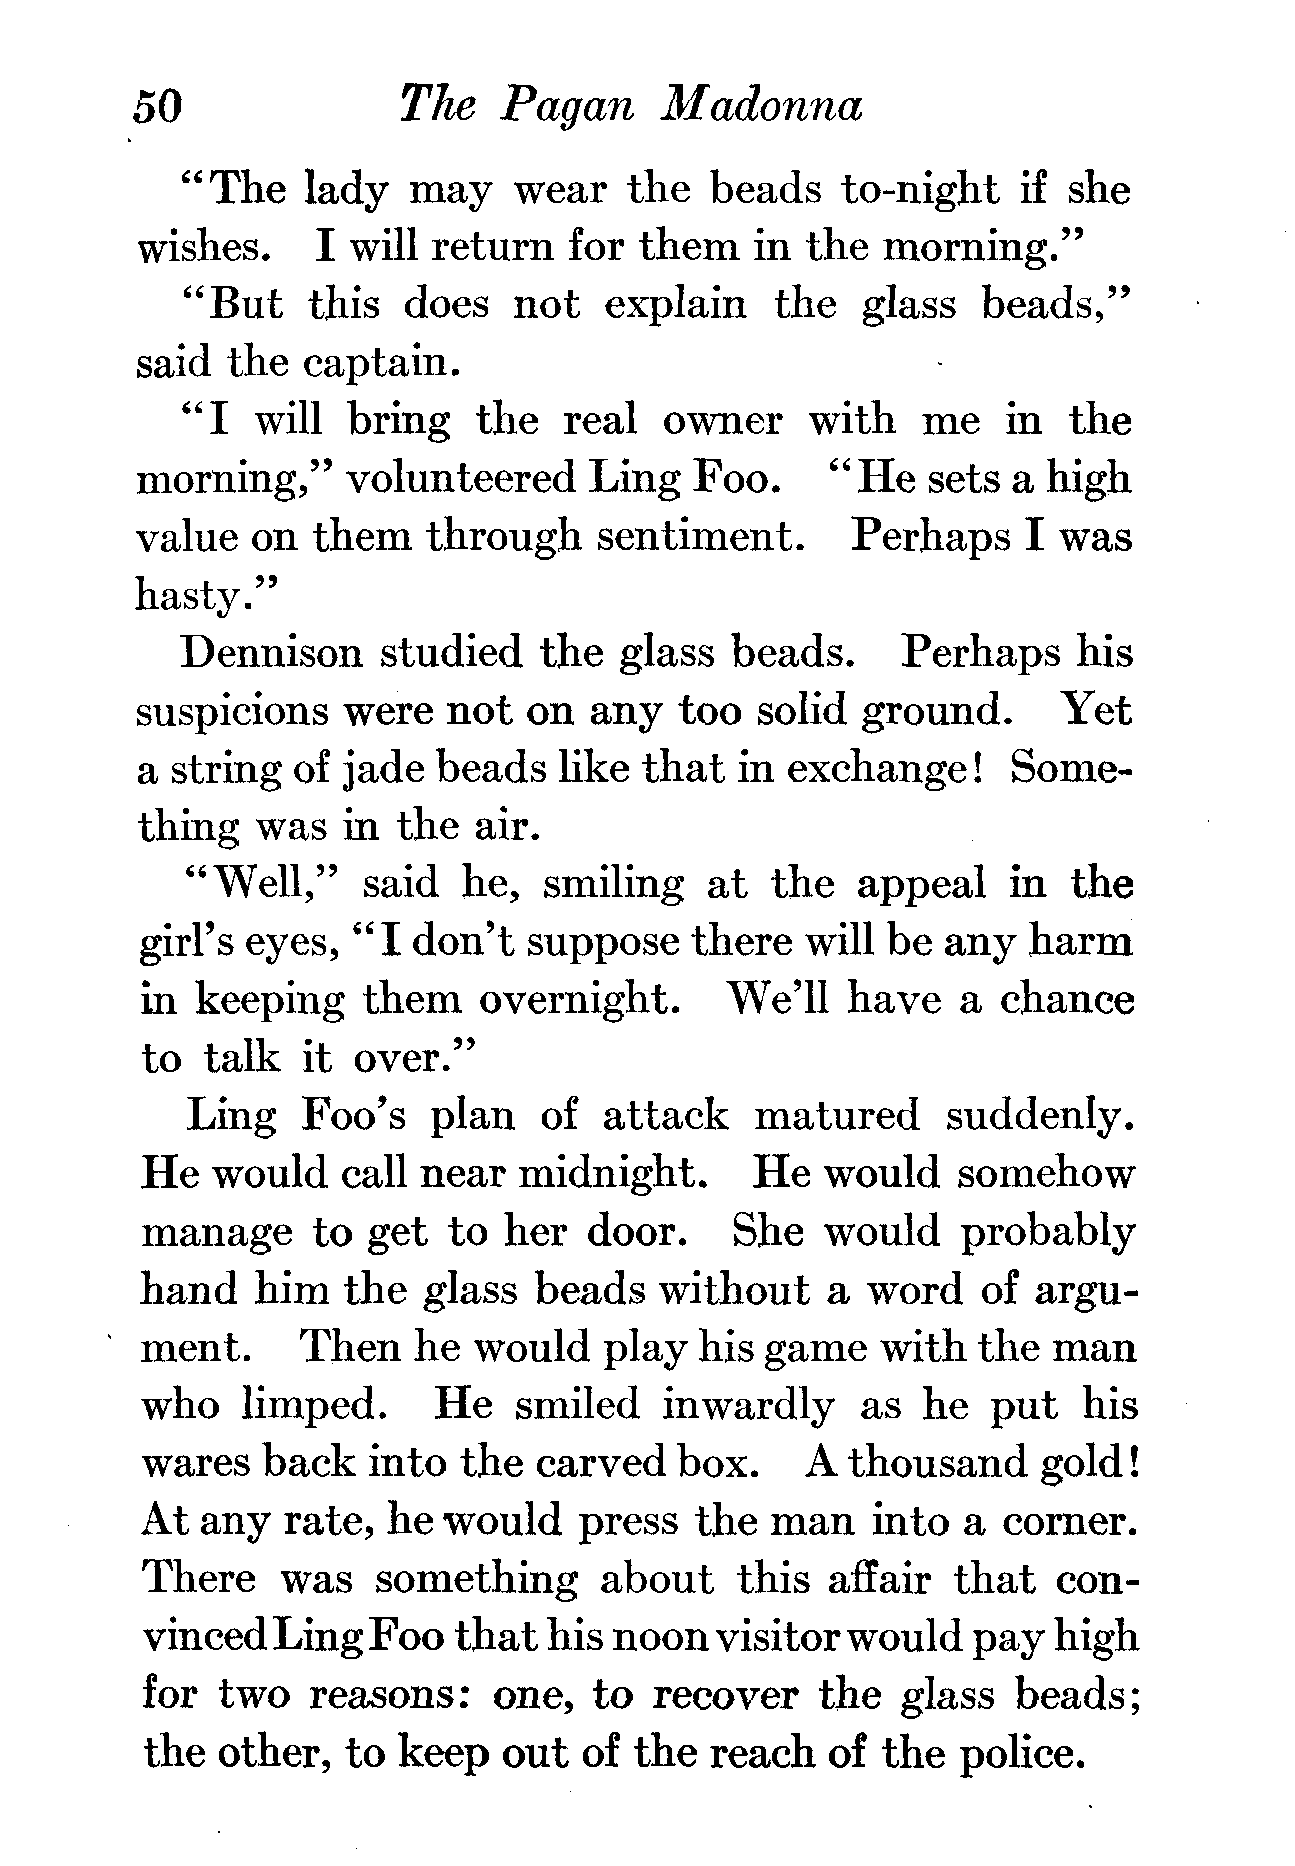 50 The Pagan Madonna
"The lady may wear the beads to-night if she
wishes. I will return for them in the morning."
"But this does not explain the glass beads,"
said the captain.
"I will bring the real owner with me in the
morning," volunteered Ling Foo. "He sets a high
value on them through sentiment. Perhaps I was
hasty."
Dennison studied the glass beads. Perhaps his
suspicions were not on any too solid ground. Yet
a string of jade beads like that in exchange! Some-
thing was in the air.
"Well," said he, smiling at the appeal in the
girl's eyes, "I don't suppose there will be any harm
in keeping them overnight. We'll have a chance
to talk it over."
Ling Foo's plan of attack matured suddenly.
He would call near midnight. He would somehow
manage to get to her door. She would probably
hand him the glass beads without a word of argu-
ment. Then he would play his game with the man
who limped. He smiled inwardly as he put his
wares back into the carved box. A thousand gold!
At any rate, he would press the man into a corner.
There was something about this affair that con-
vinced Ling Foo that his noon visitor would pay high
for two reasons: one, to recover the glass beads;
the other, to keep out of the reach of the police.